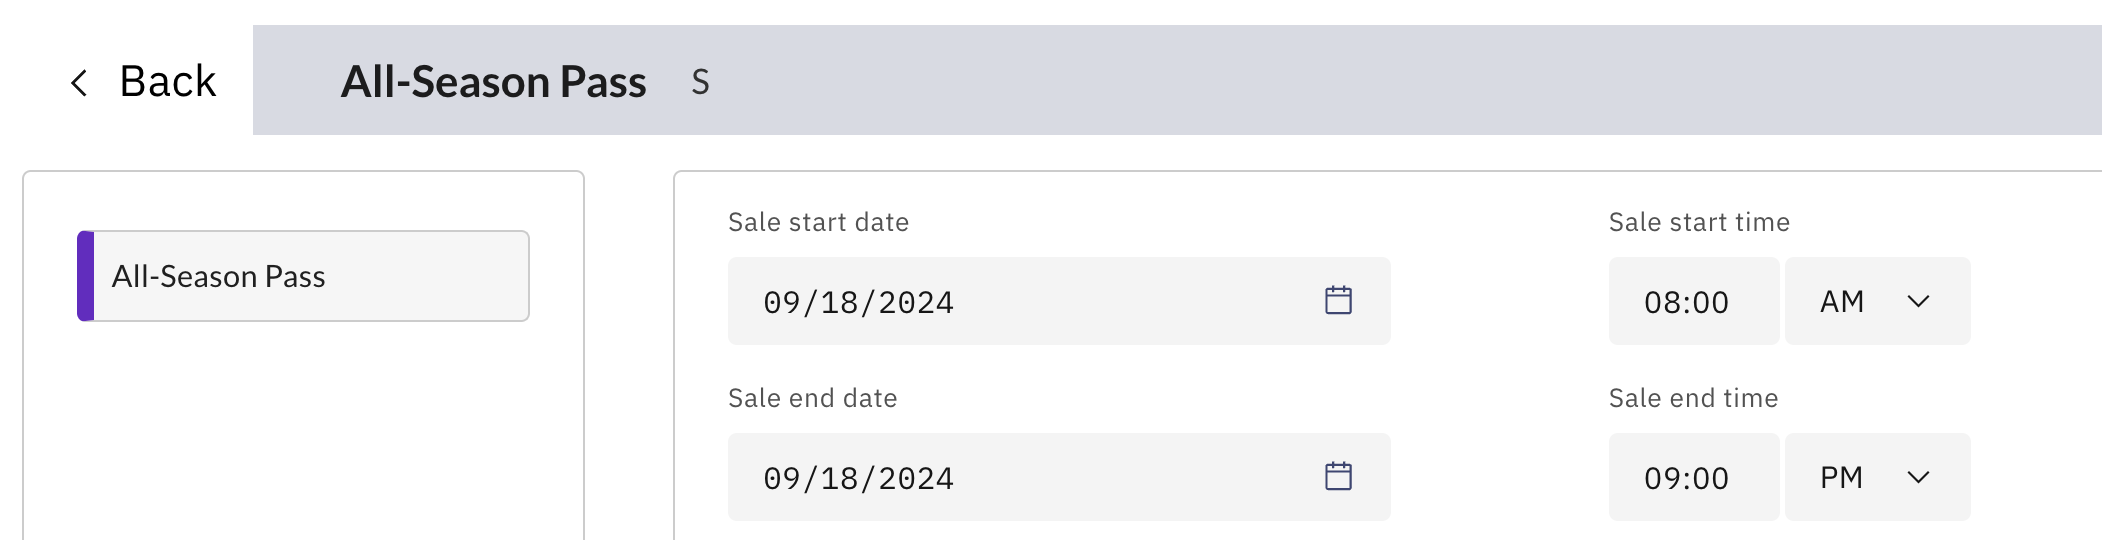 Back
All-Season Pass S
All-Season Pass
Sale start date
Sale start time
09/18/2024
08:00 AM
Sale end date
Sale end time
09/18/2024
09:00 PM